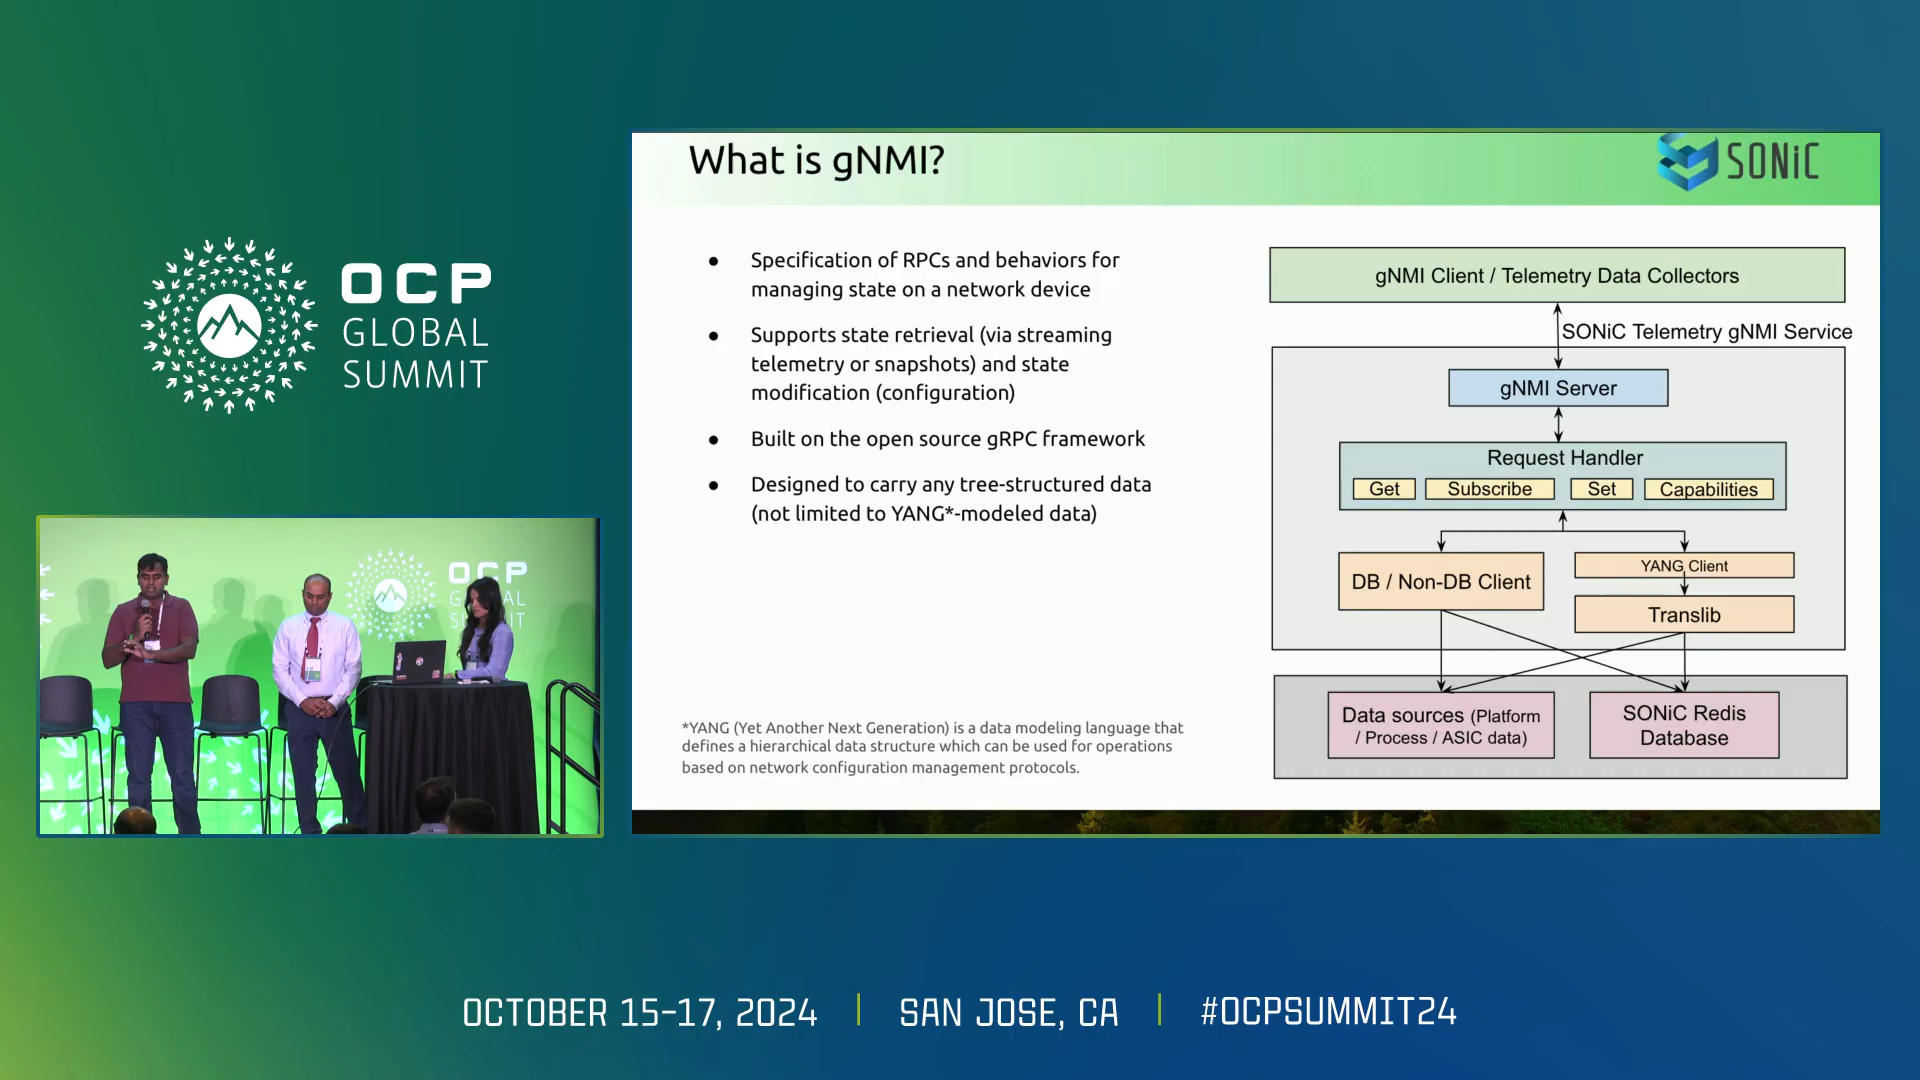 OCP
GLOBAL
SUMMIT
What is gNMI?
SONiC
● Specification of RPCs and behaviors for
managing state on a network device
● Supports state retrieval (via streaming
telemetry or snapshots) and state
modification (configuration)
● Built on the open source gRPC framework
● Designed to carry any tree-structured data
(not limited to YANG*-modeled data)
*YANG (Yet Another Next Generation) is a data modeling language that
defines a hierarchical data structure which can be used for operations
based on network configuration management protocols.
gNMI Client / Telemetry Data Collectors
SONiC Telemetry gNMI Service
gNMI Server
Request Handler
Get Subscribe Set Capabilities
DB / Non-DB Client
YANG Client
Translib
Data sources (Platform
/ Process / ASIC data)
SONiC Redis
Database
OCP
GLOBAL
SUMMIT
OCTOBER 15-17, 2024 | SAN JOSE, CA | #OCPSUMMIT24